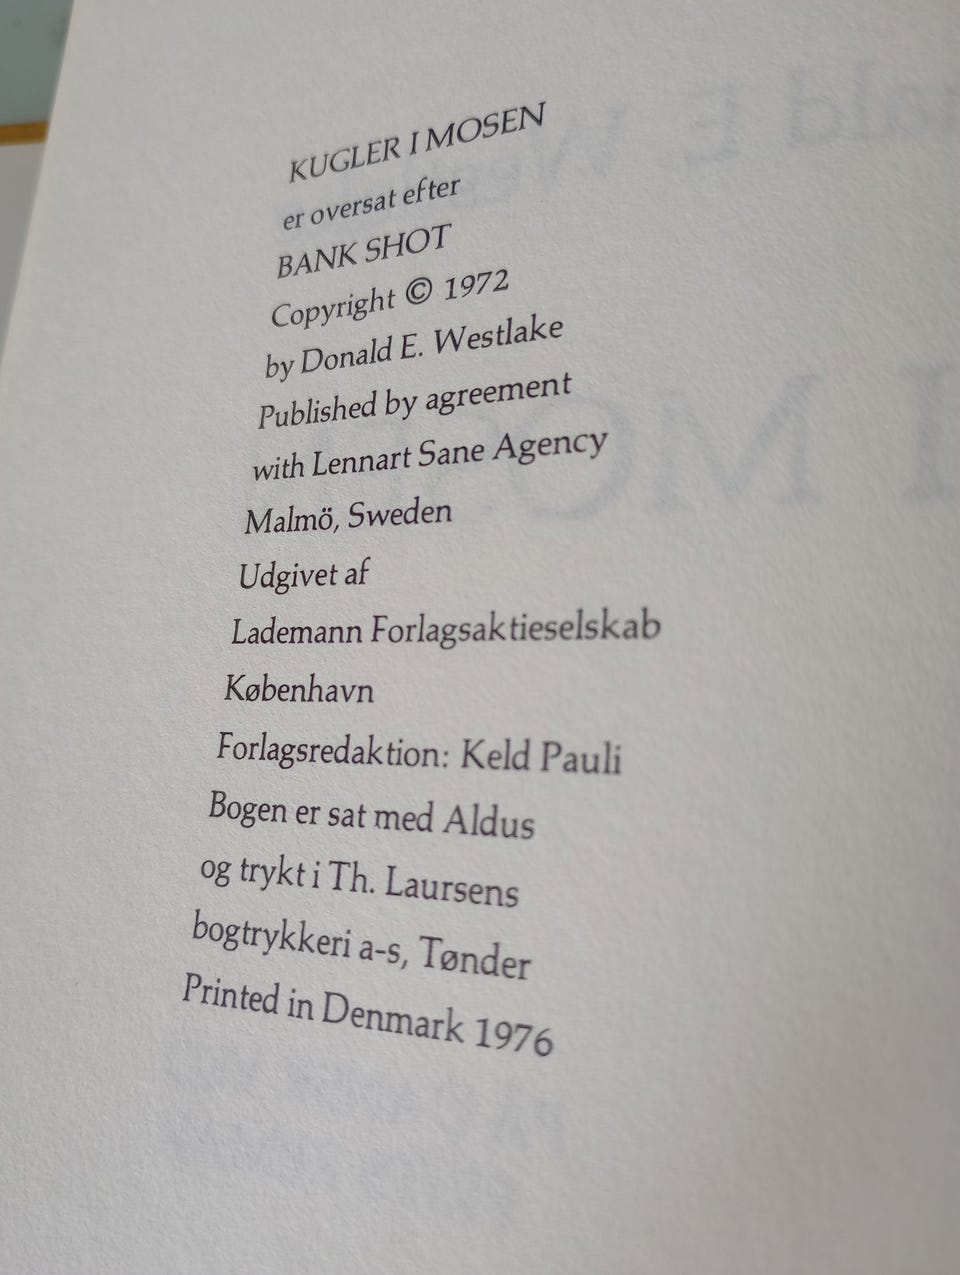 KUGLER I MOSEN
er oversat efter
BANK SHOT
Copyright © 1972
by Donald E. Westlake
Published by agreement
with Lennart Sane Agency
Malmö, Sweden
Udgivet af
Lademann Forlagsaktieselskab
København
Forlagsredaktion: Keld Pauli
Bogen er sat med Aldus
og trykt i Th. Laursens
bogtrykkeri a-s, Tønder
Printed in Denmark 1976